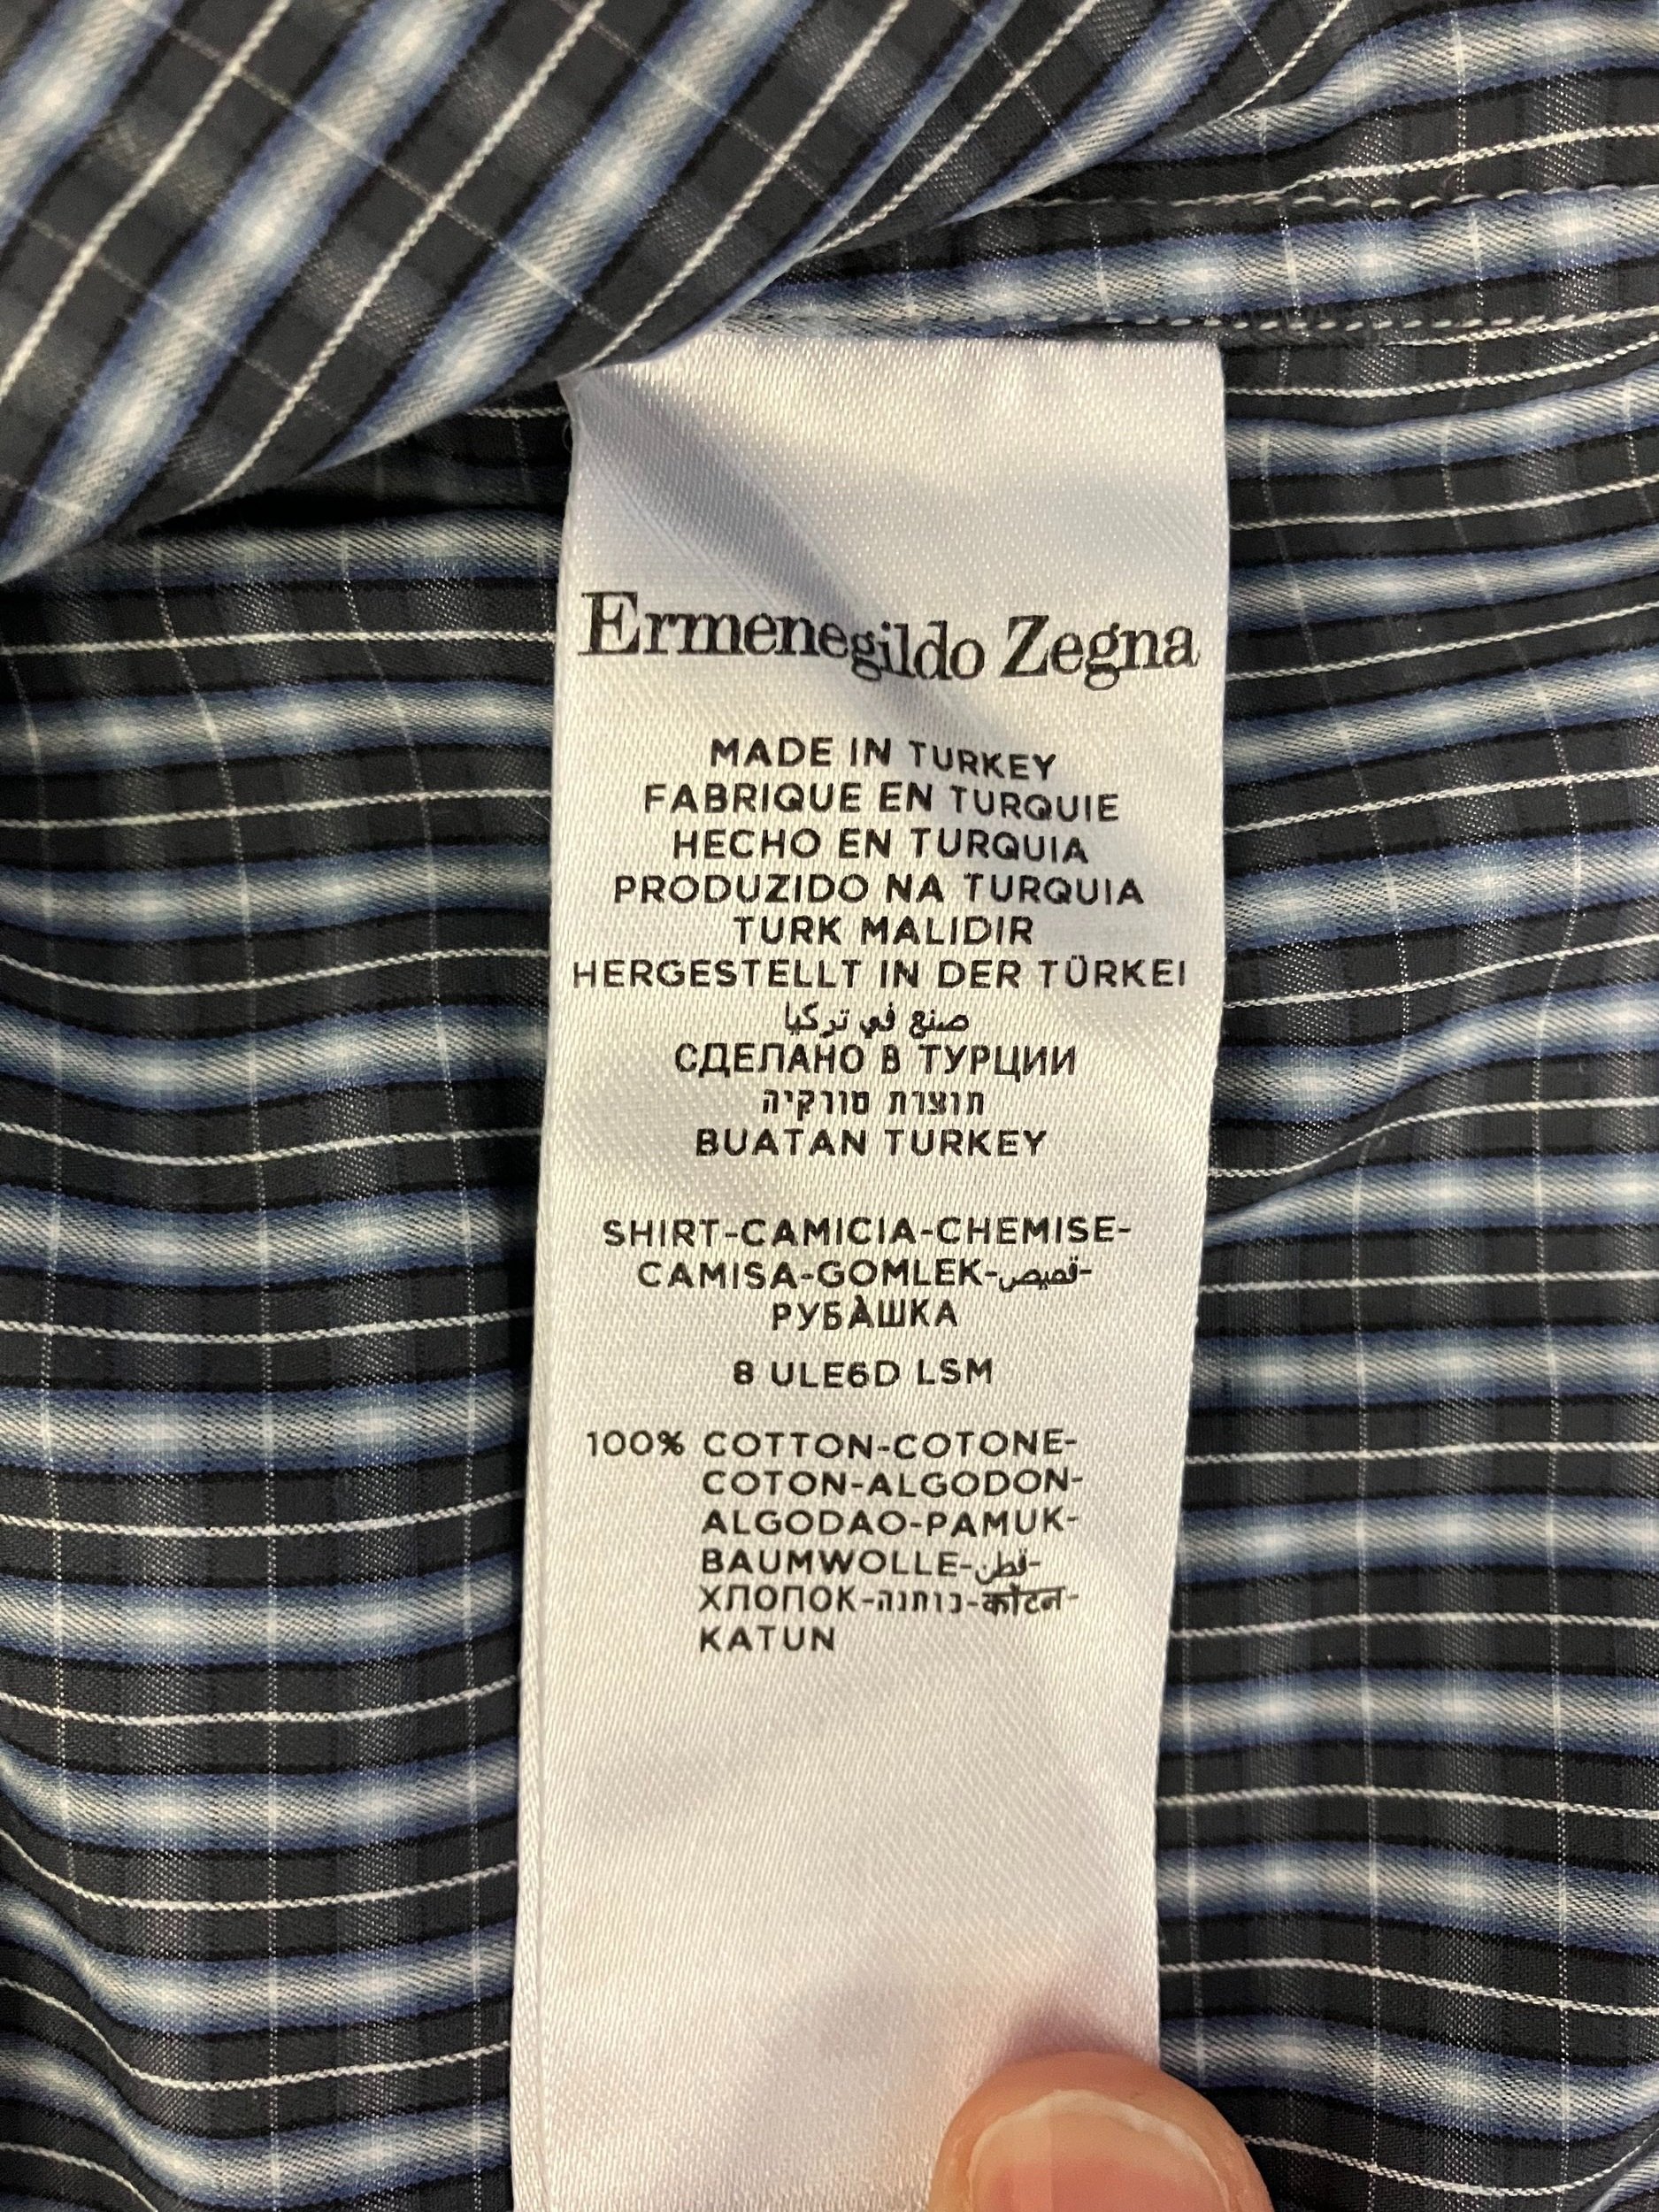 Ermenegildo Zegna
MADE IN TURKEY
FABRIQUE EN TURQUIE
HECHO EN TURQUIA
PRODUZIDO NA TURQUIA
TURK MALIDIR
HERGESTELLT IN DER TÜRKEI
صنع في تركيا
СДЕЛАНО В ТУРЦИИ
תוצרת טורקיה
BUATAN TURKEY
SHIRT-CAMICIA-CHEMISE-
CAMISA-GOMLEK-قميص-
РУБÀШКА
8 ULE6D LSM
100% COTTON-COTONE-
COTON-ALGODON-
ALGODAO-PAMUK-
BAUMWOLLE-قطن-
ХЛОПОК-כותנה-कॉटन-
KATUN